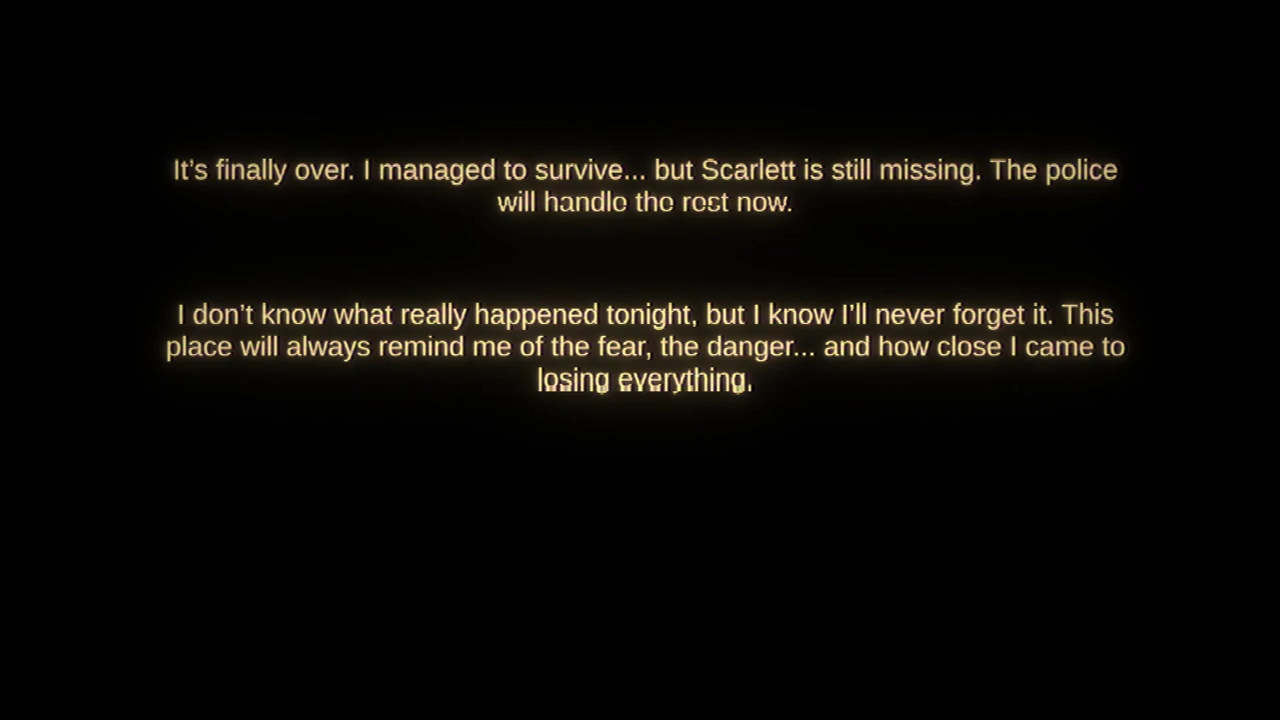 It’s finally over. I managed to survive... but Scarlett is still missing. The police
will handle the rest now.
I don’t know what really happened tonight, but I know I’ll never forget it. This
place will always remind me of the fear, the danger... and how close I came to
losing everything.